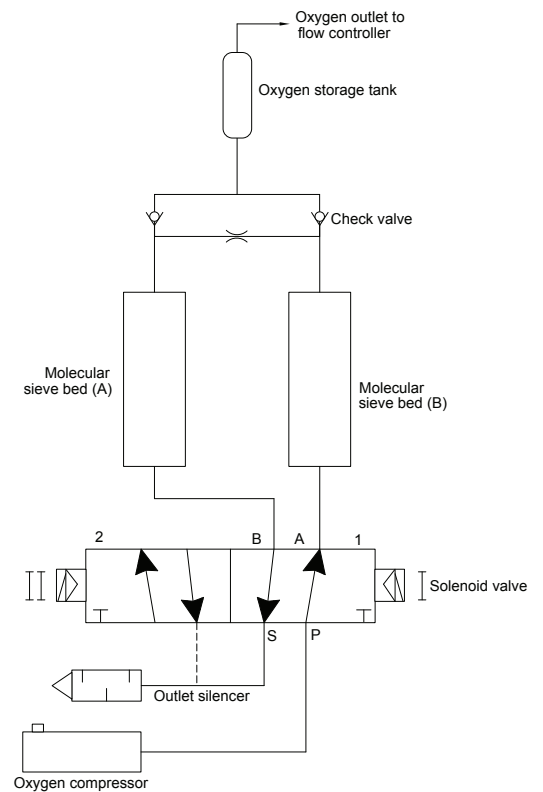 Oxygen outlet to
flow controller
Oxygen storage tank
Check valve
Molecular
sieve bed (A)
Molecular
sieve bed (B)
2
B
A
1
Solenoid valve
S
P
Outlet silencer
Oxygen compressor